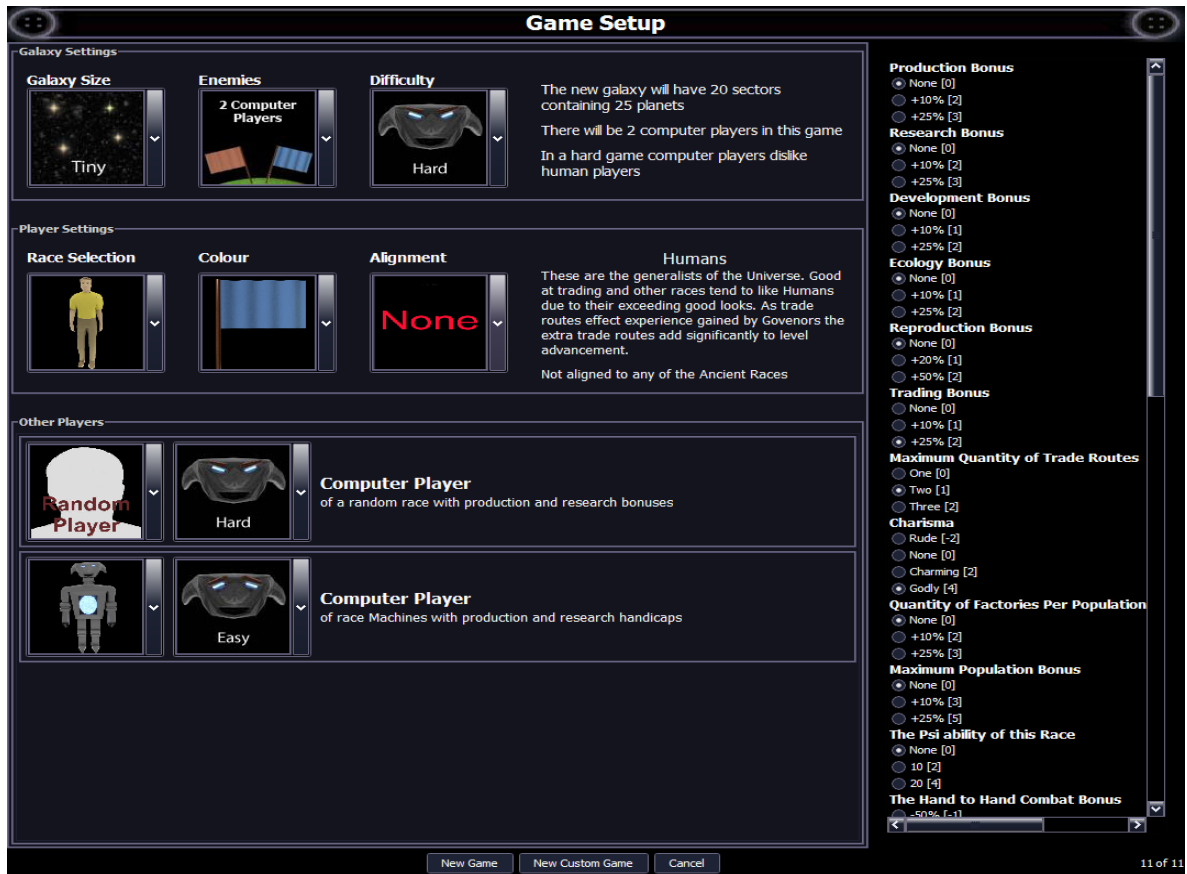 Game Setup
Galaxy Settings
Galaxy Size
Enemies
Difficulty
Tiny
2 Computer
Players
Hard
The new galaxy will have 20 sectors
containing 25 planets
There will be 2 computer players in this game
In a hard game computer players dislike
human players
Player Settings
Race Selection
Colour
Alignment
None
Humans
These are the generalists of the Universe. Good
at trading and other races tend to like Humans
due to their exceeding good looks. As trade
routes effect experience gained by Govenors the
extra trade routes add significantly to level
advancement.
Not aligned to any of the Ancient Races
Other Players
Random
Player
Hard
Computer Player
of a random race with production and research bonuses
Easy
Computer Player
of race Machines with production and research handicaps
Production Bonus
None [0]
+10% [2]
+25% [3]
Research Bonus
None [0]
+10% [2]
+25% [3]
Development Bonus
None [0]
+10% [1]
+25% [2]
Ecology Bonus
None [0]
+10% [1]
+25% [2]
Reproduction Bonus
None [0]
+20% [1]
+50% [2]
Trading Bonus
None [0]
+10% [1]
+25% [2]
Maximum Quantity of Trade Routes
One [0]
Two [1]
Three [2]
Charisma
Rude [-2]
None [0]
Charming [2]
Godly [4]
Quantity of Factories Per Population
None [0]
+10% [2]
+25% [3]
Maximum Population Bonus
None [0]
+10% [3]
+25% [5]
The Psi ability of this Race
None [0]
10 [2]
20 [4]
The Hand to Hand Combat Bonus
-50% [-1]
New Game
New Custom Game
Cancel
11 of 11